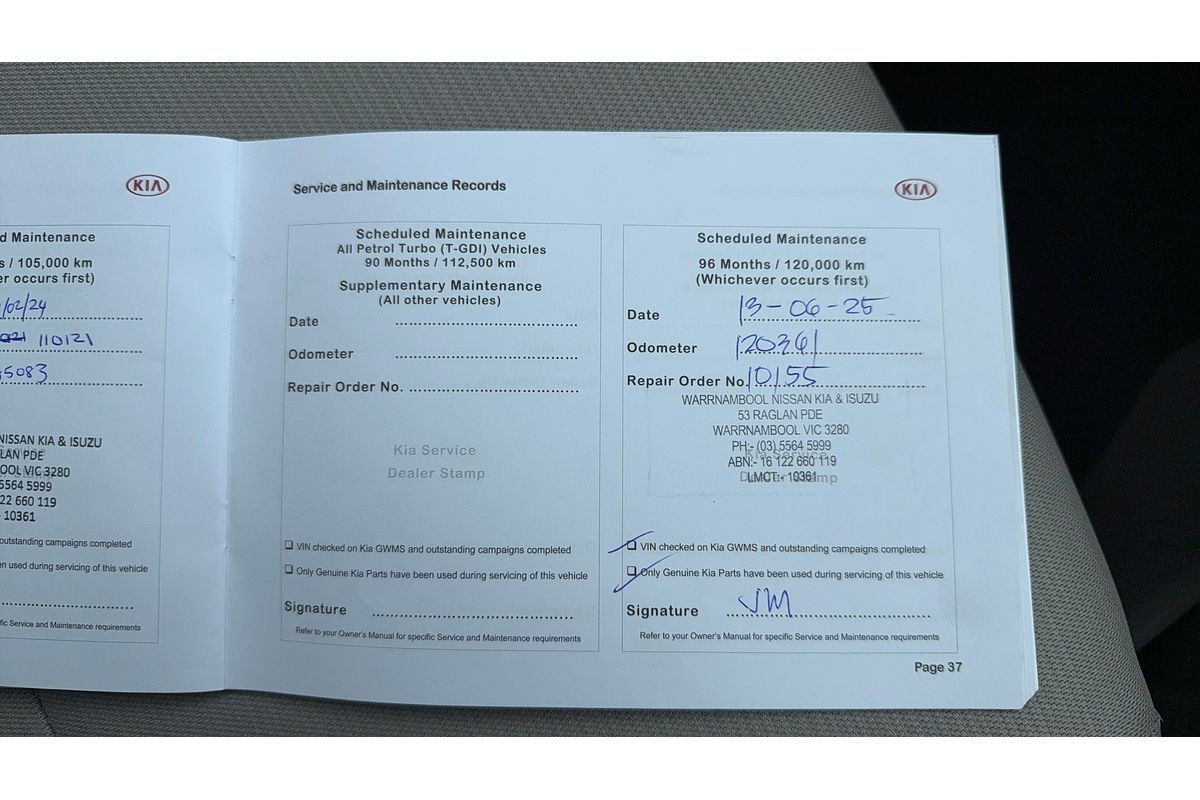 KIA
d Maintenance
s / 105,000 km
er occurs first)
/02/24
110121
5083
NISSAN KIA & ISUZU
LAN PDE
OOL VIC 3280
5564 5999
22 660 119
- 10361
outstanding campaigns completed
en used during servicing of this vehicle
fic Service and Maintenance requirements
Service and Maintenance Records
KIA
Scheduled Maintenance
All Petrol Turbo (T-GDI) Vehicles
90 Months / 112,500 km
Supplementary Maintenance
(All other vehicles)
Date
Odometer
Repair Order No.
Kia Service
Dealer Stamp
VIN checked on Kia GWMS and outstanding campaigns completed
Only Genuine Kia Parts have been used during servicing of this vehicle
Signature
Refer to your Owner's Manual for specific Service and Maintenance requirements
Scheduled Maintenance
96 Months / 120,000 km
(Whichever occurs first)
Date 13-06-25
Odometer 120361
Repair Order No. 10155
WARRNAMBOOL NISSAN KIA & ISUZU
53 RAGLAN PDE
WARRNAMBOOL VIC 3280
PH:- (03) 5564 5999
Kia Service
ABN:- 16 122 660 119
Dealer Stamp
LMCT:- 10361
VIN checked on Kia GWMS and outstanding campaigns completed
Only Genuine Kia Parts have been used during servicing of this vehicle
Signature JM
Refer to your Owner's Manual for specific Service and Maintenance requirements
Page 37